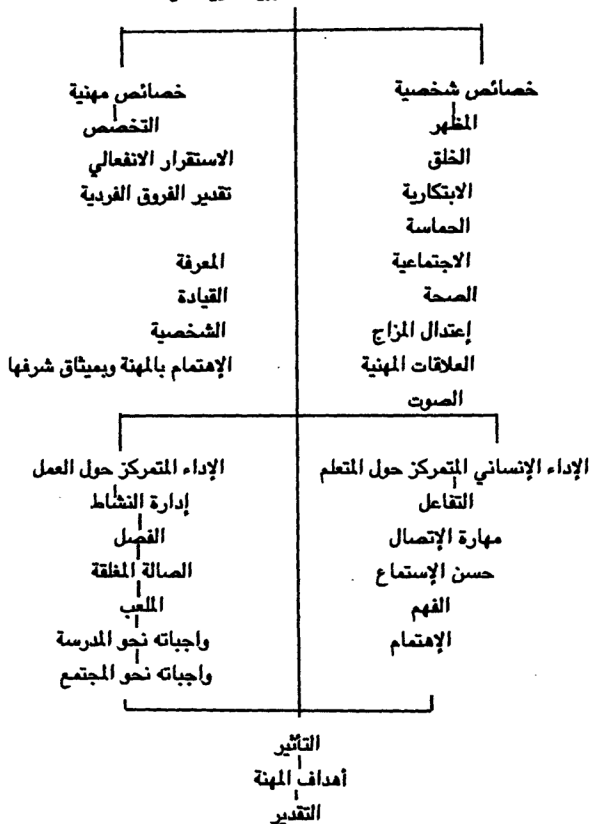 خصائص شخصية
المظهر
الخلق
الابتكارية
الحماسة
الاجتماعية
الصحة
إعتدال المزاج
العلاقات المهنية
الصوت
خصائص مهنية
التخصص
الاستقرار الانفعالي
تقدير الفروق الفردية
المعرفة
القيادة
الشخصية
الإهتمام بالمهنة وبميثاق شرفها
الإداء الإنساني المتمركز حول المتعلم
التفاعل
مهارة الإتصال
حسن الإستماع
الفهم
الإهتمام
الإداء المتمركز حول العمل
إدارة النشاط
الفصل
الصالة المغلقة
الملعب
واجباته نحو المدرسة
واجباته نحو المجتمع
التأثير
أهداف المهنة
التقدير